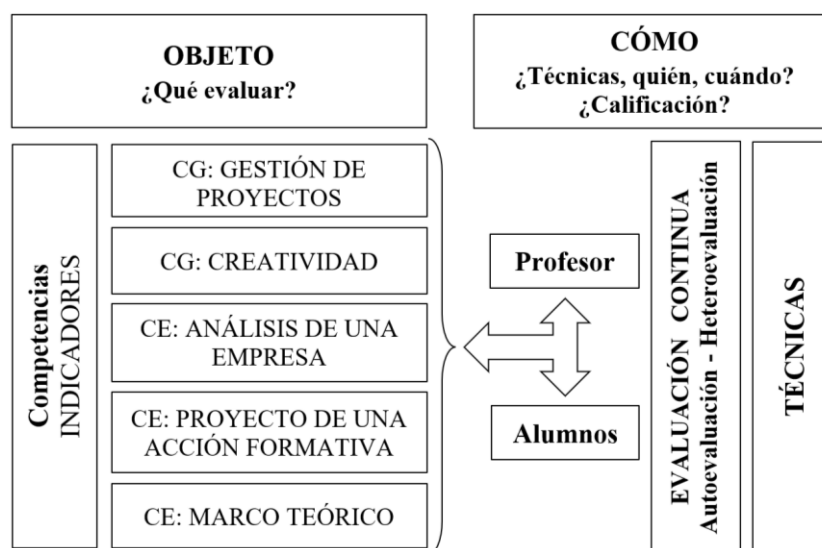 OBJETO
¿Qué evaluar?
CÓMO
¿Técnicas, quién, cuándo?
¿Calificación?
Competencias
INDICADORES
CG: GESTIÓN DE
PROYECTOS
CG: CREATIVIDAD
CE: ANÁLISIS DE UNA
EMPRESA
CE: PROYECTO DE UNA
ACCIÓN FORMATIVA
CE: MARCO TEÓRICO
Profesor
Alumnos
EVALUACIÓN CONTINUA
Autoevaluación - Heteroevaluación
TÉCNICAS